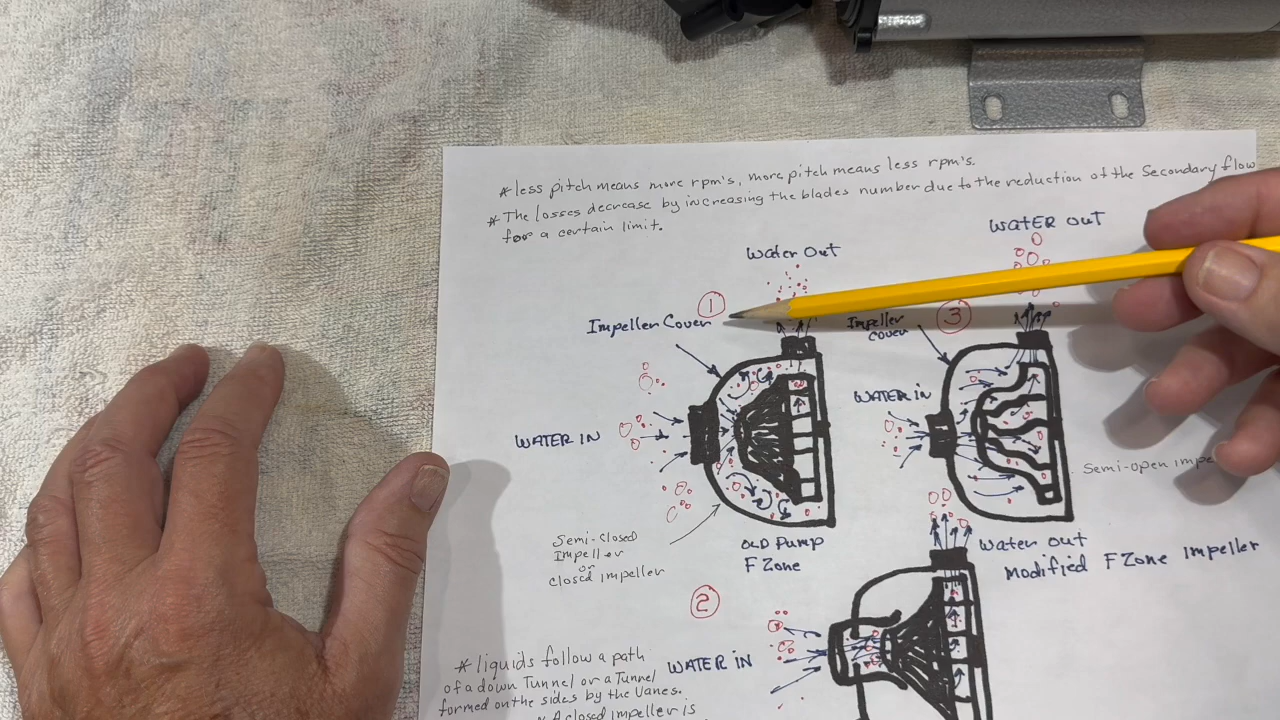 * less pitch means more rpm's, more pitch means less rpm's.
* The losses decrease by increasing the blades number due to the reduction of the Secondary flow
for a certain limit.
Water Out
WATER OUT
1
Impeller Cover
3
Impeller
cover
WATER IN
WATER IN
Semi-open
Semi-closed
Impeller
or
closed impeller
OLD PUMP
F Zone
Water out
Modified F Zone Impeller
2
* liquids follow a path
of a down Tunnel or a Tunnel
formed on the sides by the Vanes.
WATER IN
A closed impeller is